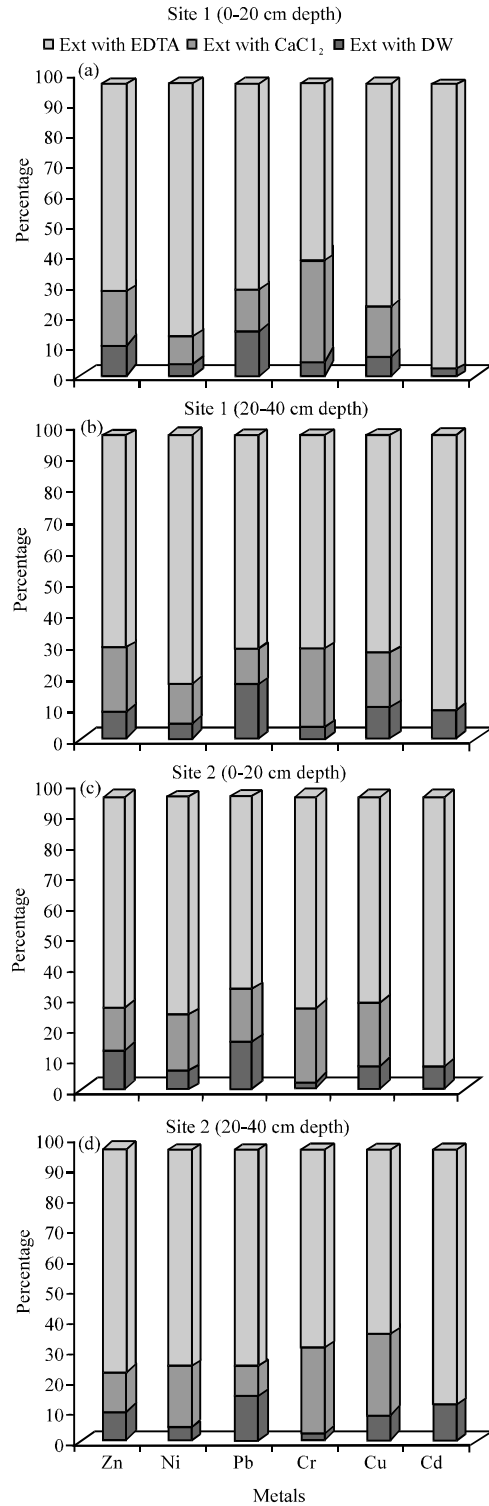 Site 1 (0-20 cm depth)
Ext with EDTA Ext with CaC1₂ Ext with DW
(a)
100
90
80
70
60
50
40
30
20
10
0
Percentage
Site 1 (20-40 cm depth)
(b)
100
90
80
70
60
50
40
30
20
10
0
Percentage
Site 2 (0-20 cm depth)
(c)
100
90
80
70
60
50
40
30
20
10
0
Percentage
Site 2 (20-40 cm depth)
(d)
100
90
80
70
60
50
40
30
20
10
0
Percentage
Zn Ni Pb Cr Cu Cd
Metals